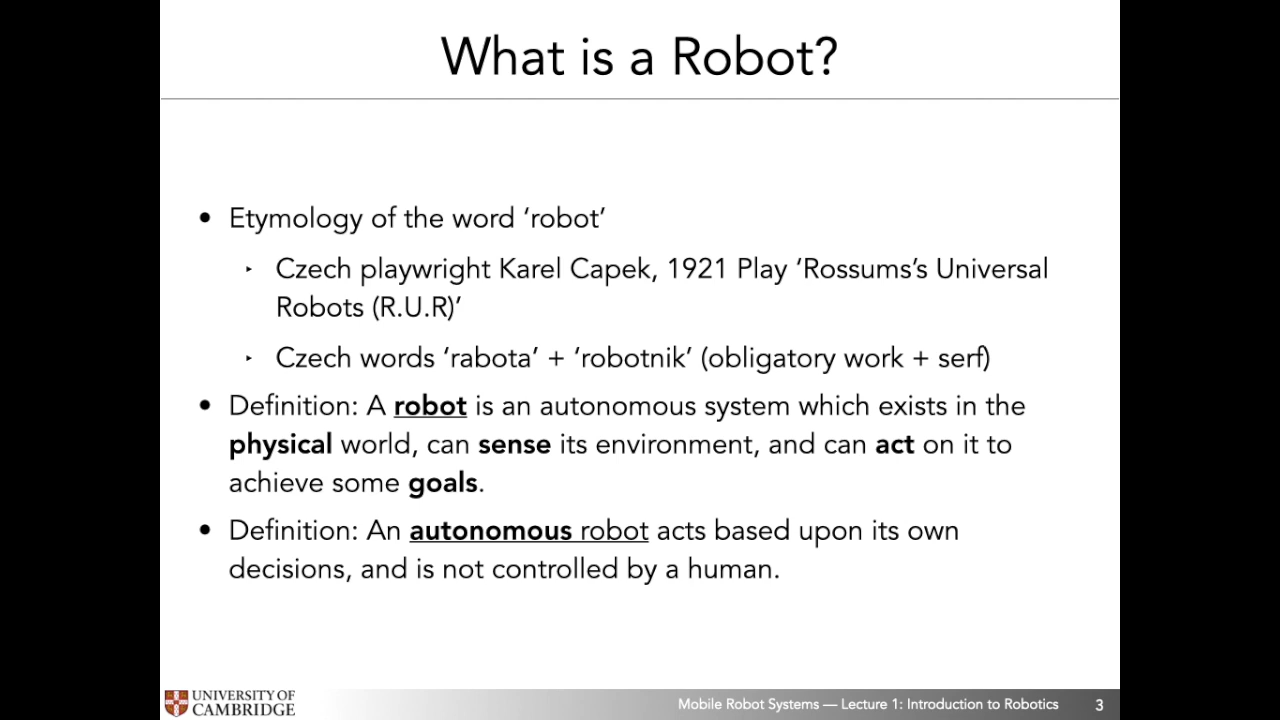 What is a Robot?
• Etymology of the word ‘robot’
‣ Czech playwright Karel Capek, 1921 Play ‘Rossums’s Universal
Robots (R.U.R)’
‣ Czech words ‘rabota’ + ‘robotnik’ (obligatory work + serf)
• Definition: A robot is an autonomous system which exists in the
physical world, can sense its environment, and can act on it to
achieve some goals.
• Definition: An autonomous robot acts based upon its own
decisions, and is not controlled by a human.
UNIVERSITY OF
CAMBRIDGE
Mobile Robot Systems — Lecture 1: Introduction to Robotics 3